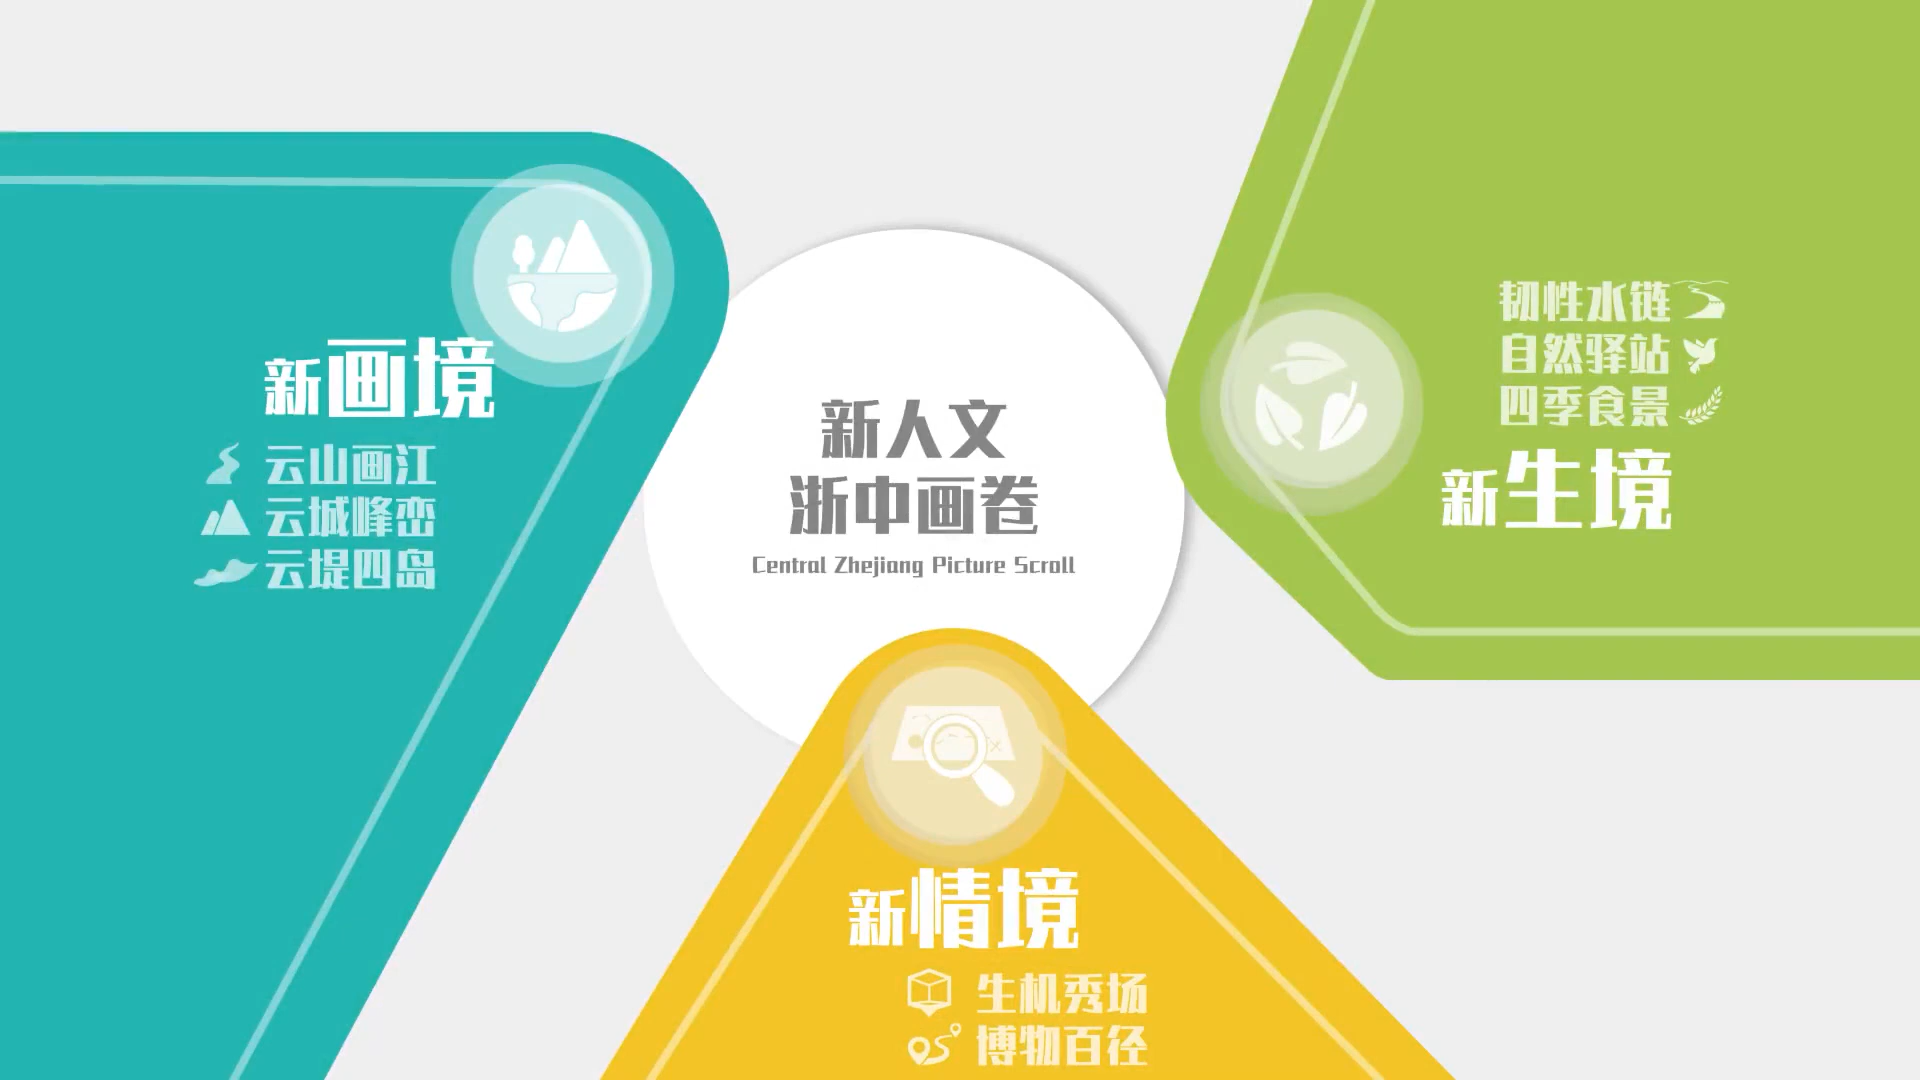 新画境
云山画江
云城峰峦
云堤四岛
新人文
浙中画卷
Central Zhejiang Picture Scroll
韧性水链
自然驿站
四季食景
新生境
新情境
生机秀场
博物百径